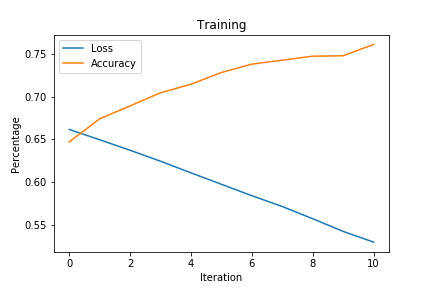 Training
Loss
Accuracy
Percentage
0.75
0.70
0.65
0.60
0.55
0 2 4 6 8 10
Iteration